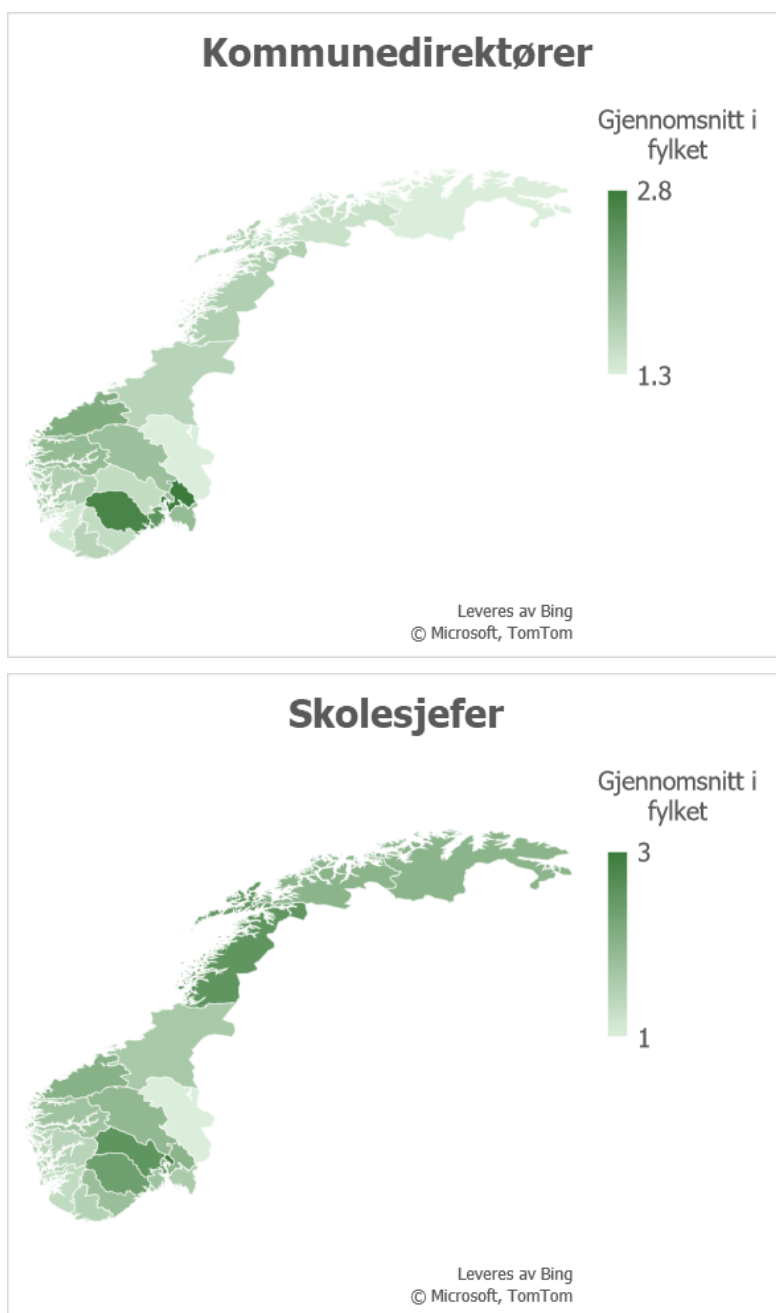 Kommunedirektører
Gjennomsnitt i
fylket
2.8
1.3
Leveres av Bing
© Microsoft, TomTom
Skolesjefer
Gjennomsnitt i
fylket
3
1
Leveres av Bing
© Microsoft, TomTom